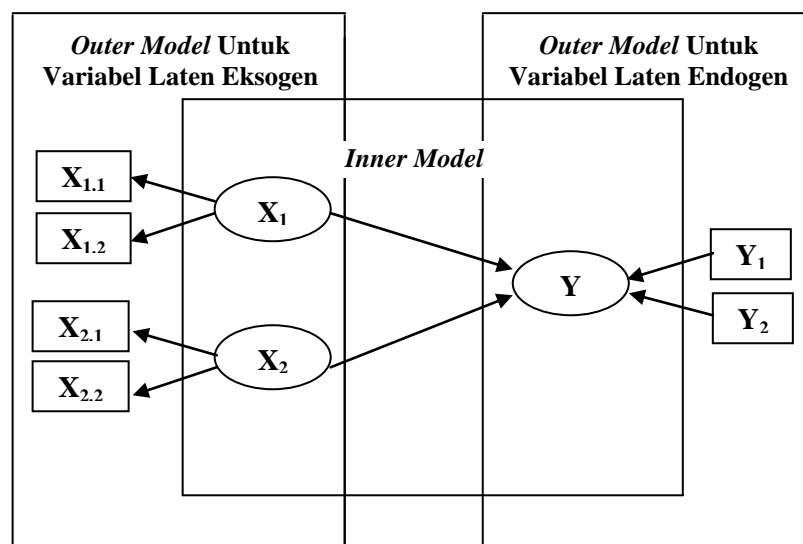 Outer Model Untuk
Variabel Laten Eksogen
Outer Model Untuk
Variabel Laten Endogen
Inner Model
X1.1
X1.2
X1
X2.1
X2.2
X2
Y
Y1
Y2